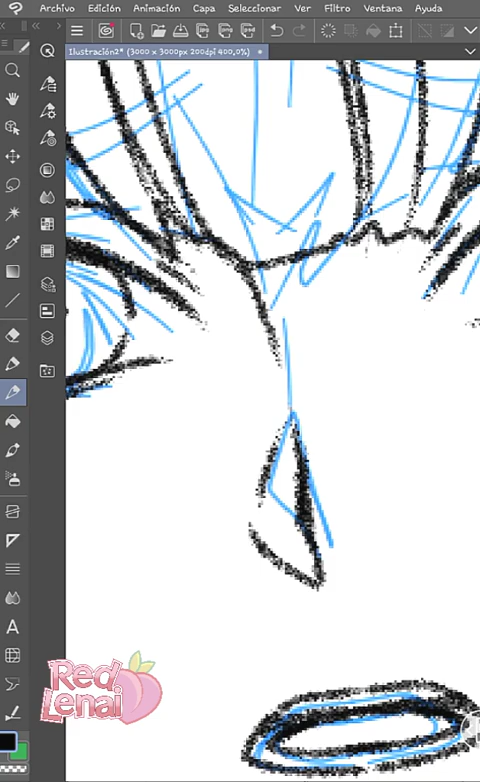 Archivo Edición Animación Capa Seleccionar Ver Filtro Ventana Ayuda
Ilustración2* (3000 x 3000px 200dpi 400,0%)
A
Red
Lenai